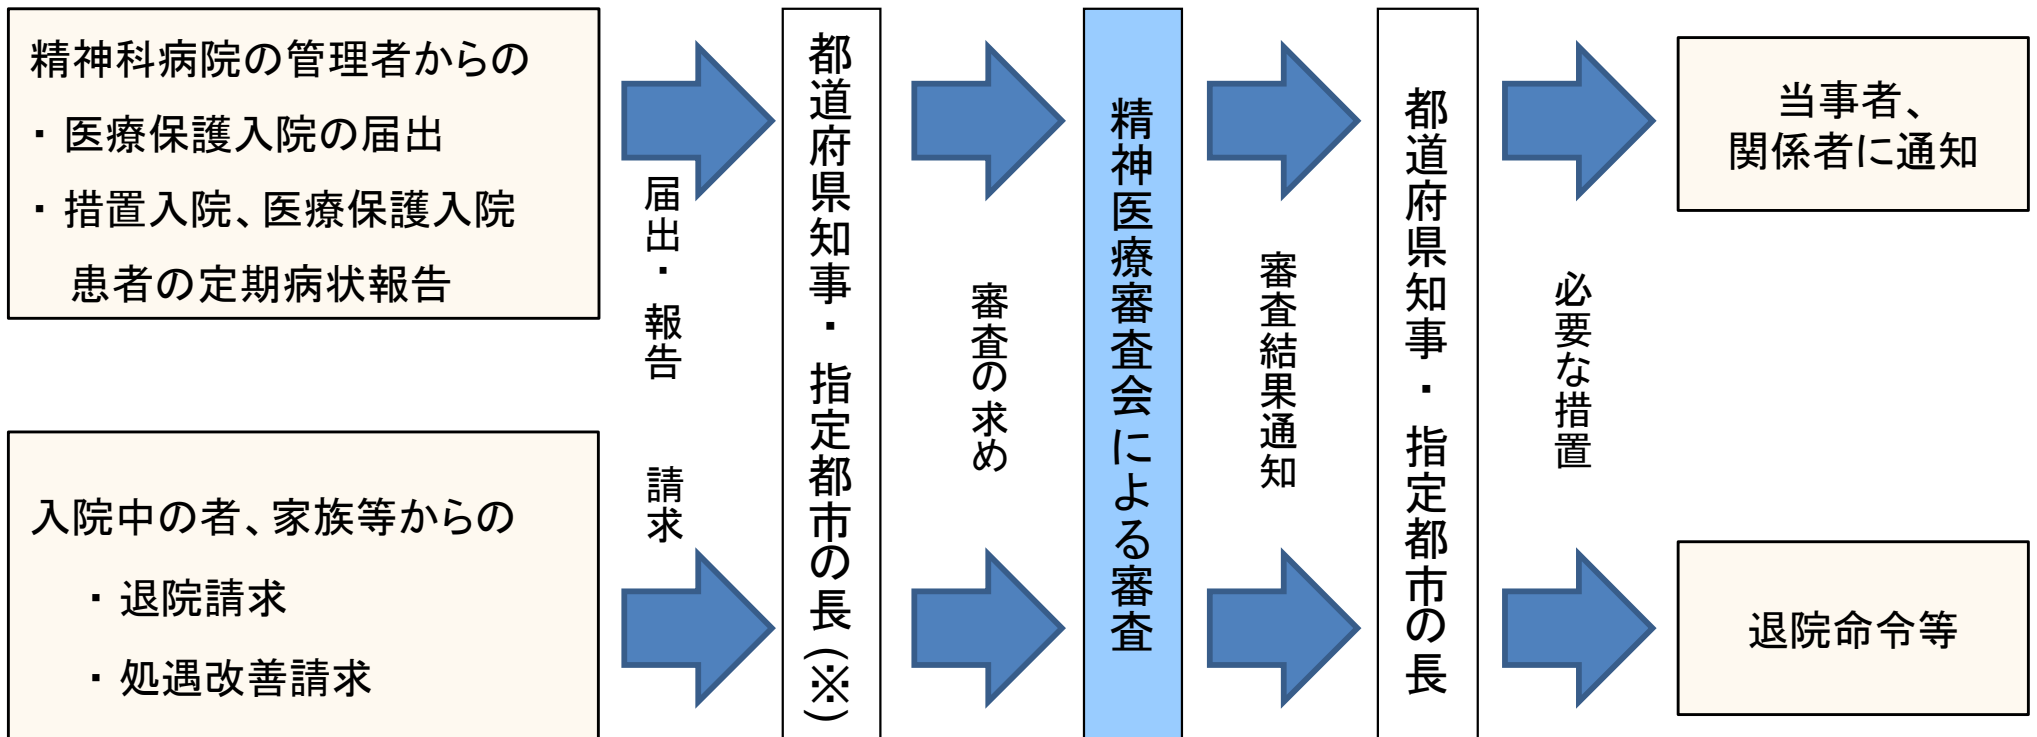 精神科病院の管理者からの
・ 医療保護入院の届出
・ 措置入院、医療保護入院
患者の定期病状報告
入院中の者、家族等からの
・ 退院請求
・ 処遇改善請求
届出・報告
請求
都道府県知事・指定都市の長(※)
審査の求め
精神医療審査会による審査
審査結果通知
都道府県知事・指定都市の長
必要な措置
当事者、
関係者に通知
退院命令等